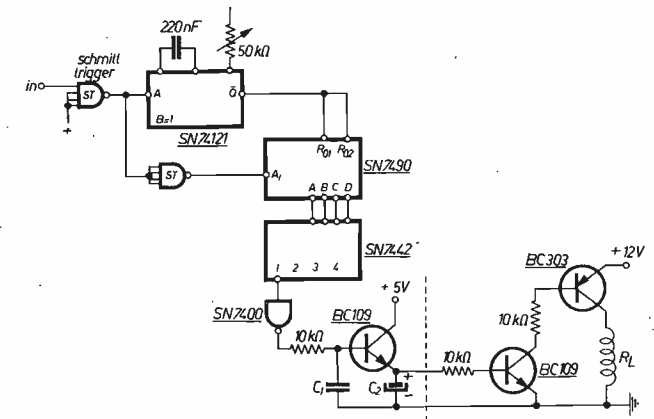 220nF
50kΩ
schmitt
trigger
in
ST
+
A
Q̄
B=1
SN74121
ST
R01 R02
A1
SN7490
A B C D
SN7442
1 2 3 4
SN7400
10kΩ
BC109
+5V
C1
C2
+
-
10kΩ
BC109
10kΩ
BC303
+12V
RL